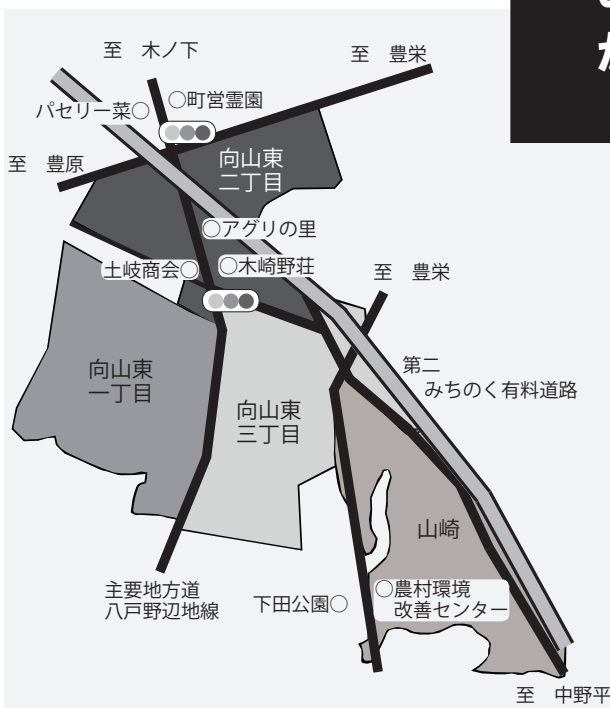 至　木ノ下
至　豊栄
パセリー菜○
○町営霊園
至　豊原
向山東
二丁目
○アグリの里
土岐商会○
○木崎野荘
至　豊栄
向山東
一丁目
向山東
三丁目
第二
みちのく有料道路
山崎
主要地方道
八戸野辺地線
下田公園○
○農村環境
改善センター
至　中野平